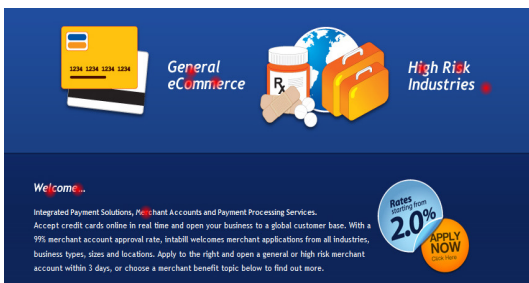 1234 1234 1234 1234
General
eCommerce
Rx
High Risk
Industries
Welcome...
Integrated Payment Solutions, Merchant Accounts and Payment Processing Services.
Accept credit cards online in real time and open your business to a global customer base. With a
99% merchant account approval rate, intabill welcomes merchant applications from all industries,
business types, sizes and locations. Apply to the right and open a general or high risk merchant
account within 3 days, or choose a merchant benefit topic below to find out more.
Rates
starting from
2.0%
APPLY
NOW
Click Here